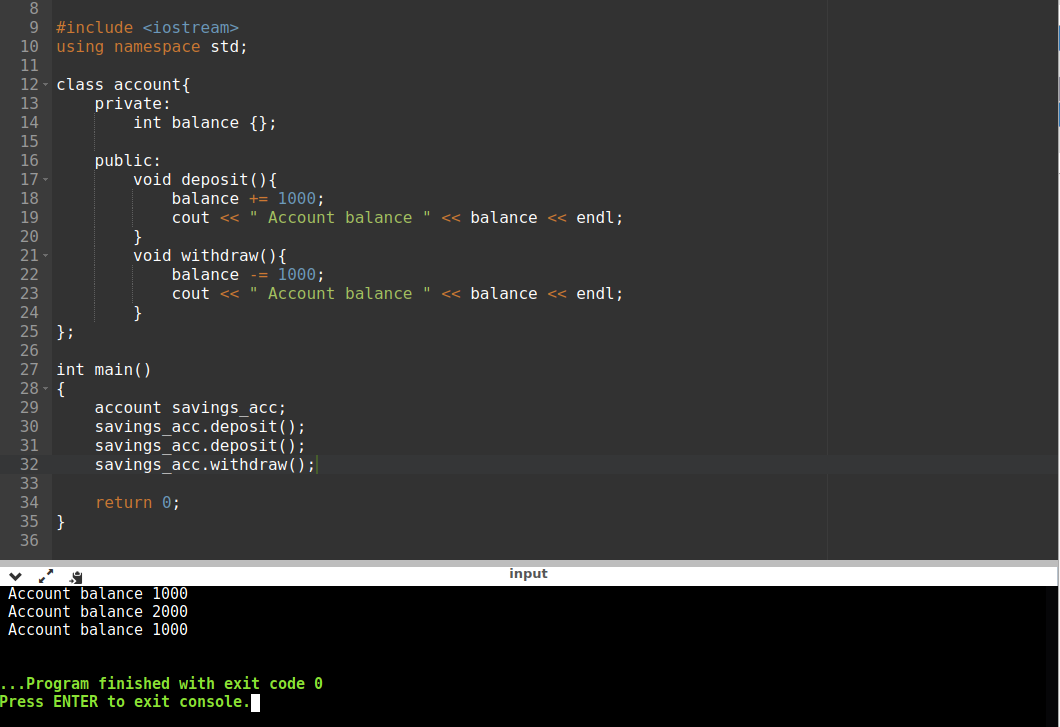 8
9 #include <iostream>
10 using namespace std;
11
12 class account{
13     private:
14         int balance {};
15
16     public:
17         void deposit(){
18             balance += 1000;
19             cout << " Account balance " << balance << endl;
20         }
21         void withdraw(){
22             balance -= 1000;
23             cout << " Account balance " << balance << endl;
24         }
25 };
26
27 int main()
28 {
29     account savings_acc;
30     savings_acc.deposit();
31     savings_acc.deposit();
32     savings_acc.withdraw();
33
34     return 0;
35 }
36
input
 Account balance 1000
 Account balance 2000
 Account balance 1000
...Program finished with exit code 0
Press ENTER to exit console.